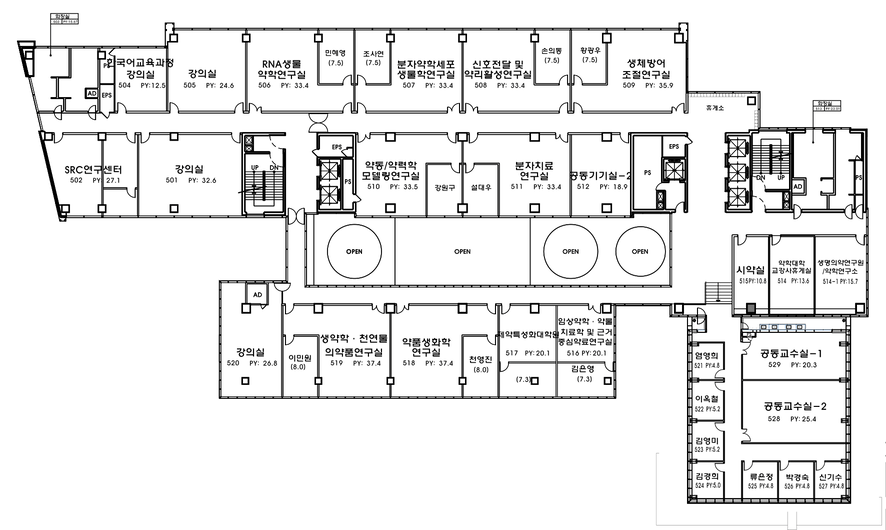 화장실
한국어교육과정
강의실
504 PY:12.5
PS
EPS
AD
강의실
505 PY: 24.6
RNA생물
약학연구실
506 PY: 33.4
민혜영
(7.5)
조사연
(7.5)
분자약학세포
생물학연구실
507 PY: 33.4
신호전달 및
약리활성연구실
508 PY: 33.4
손의동
(7.5)
황광우
(7.5)
생체방어
조절연구실
509 PY: 35.9
휴게소
화장실
SRC연구센터
502 PY: 27.1
강의실
501 PY: 32.6
UP
DN
EPS
PS
약동/약력학
모델링연구실
510 PY: 33.5
강원구
설대우
분자치료
연구실
511 PY: 33.4
공동기기실-2
512 PY: 18.9
EPS
PS
PS
DN
UP
AD
PS
OPEN
OPEN
OPEN
OPEN
시약실
515PY:10.8
약학대학
교강사휴게실
514 PY:13.6
생명의약연구원
/약학연구소
514-1 PY:15.7
AD
강의실
520 PY: 26.8
생약학·천연물
의약품연구실
519 PY: 37.4
이민원
(8.0)
약품생화학
연구실
518 PY: 37.4
천영진
(8.0)
제약특성화대학원
517 PY: 20.1
(7.3)
임상약학·약물
치료학 및 근거
중심약료연구실
516 PY:20.1
김은영
(7.3)
염영희
521 PY:4.8
이옥철
522 PY:5.2
김영미
523 PY:5.2
김경희
524 PY:5.0
공동교수실-1
529 PY: 20.3
공동교수실-2
528 PY: 25.4
류은정
525 PY:4.8
박경숙
526 PY:4.8
신기수
527 PY:4.8